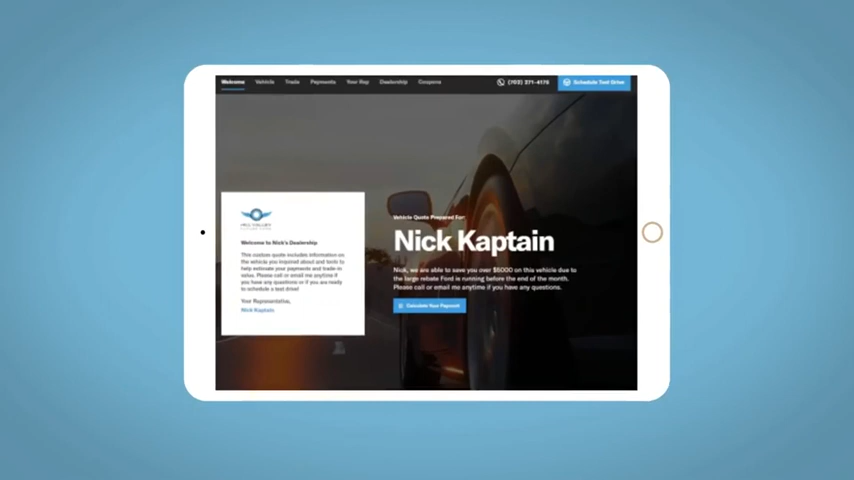 Welcome Vehicle Trade Payments Your Rep Dealership Coupons (702) 271-4175 Schedule Test Drive
Welcome to Nick's Dealership
This custom quote includes information on
the vehicle you inquired about and tools to
help estimate your payments and trade-in
value. Please call or email me anytime if
you have any questions or if you are ready
to schedule a test drive!
Your Representative,
Nick Kaptain
Vehicle Quote Prepared For:
Nick Kaptain
Nick, we are able to save you over $6000 on this vehicle due to
the large rebate Ford is running before the end of the month.
Please call or email me anytime if you have any questions.
Calculate Your Payment